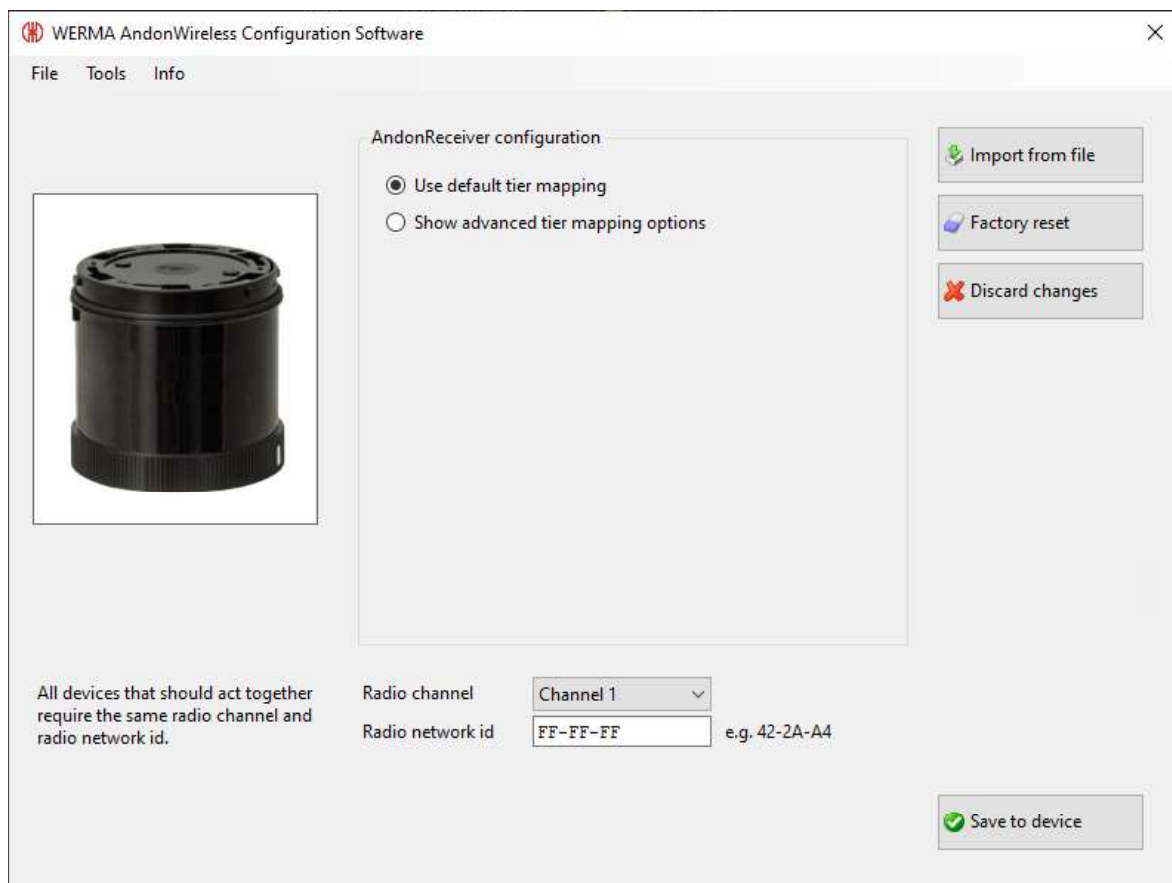 WERMA AndonWireless Configuration Software
File Tools Info
AndonReceiver configuration
Use default tier mapping
Show advanced tier mapping options
Import from file
Factory reset
Discard changes
All devices that should act together
require the same radio channel and
radio network id.
Radio channel
Channel 1
Radio network id
FF-FF-FF
e.g. 42-2A-A4
Save to device